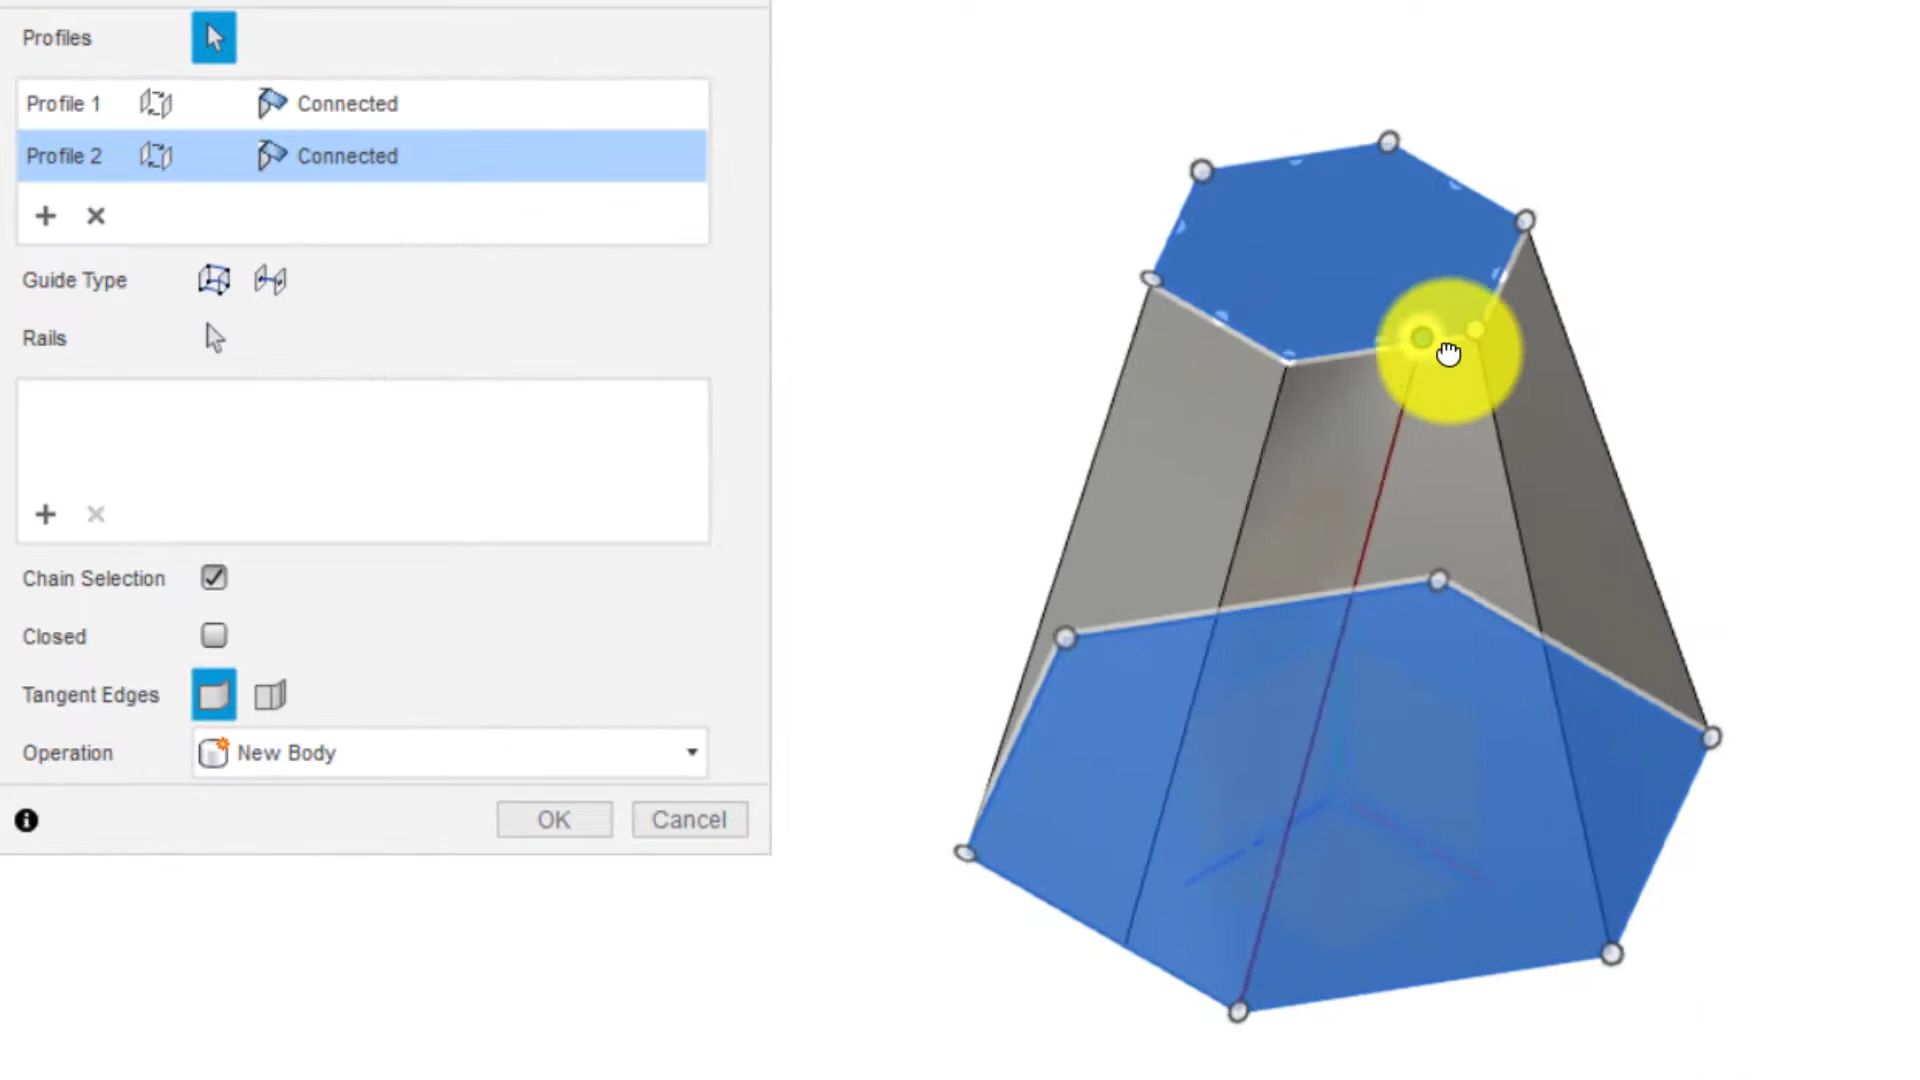 Profiles
Profile 1 Connected
Profile 2 Connected
Guide Type
Rails
Chain Selection
Closed
Tangent Edges
Operation New Body
OK Cancel